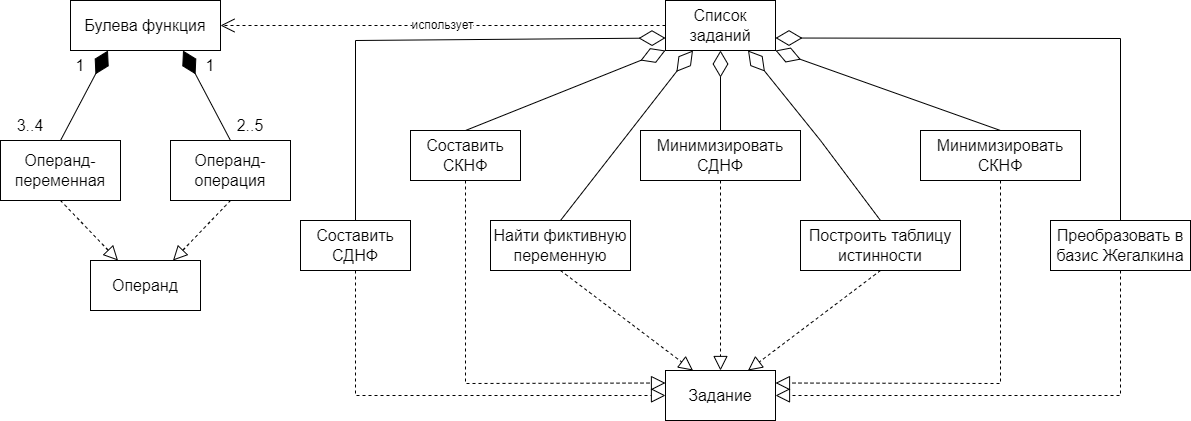 Булева функция
использует
Список
заданий
1
1
3..4
2..5
Операнд-
переменная
Операнд-
операция
Операнд
Составить
СКНФ
Минимизировать
СДНФ
Минимизировать
СКНФ
Составить
СДНФ
Найти фиктивную
переменную
Построить таблицу
истинности
Преобразовать в
базис Жегалкина
Задание